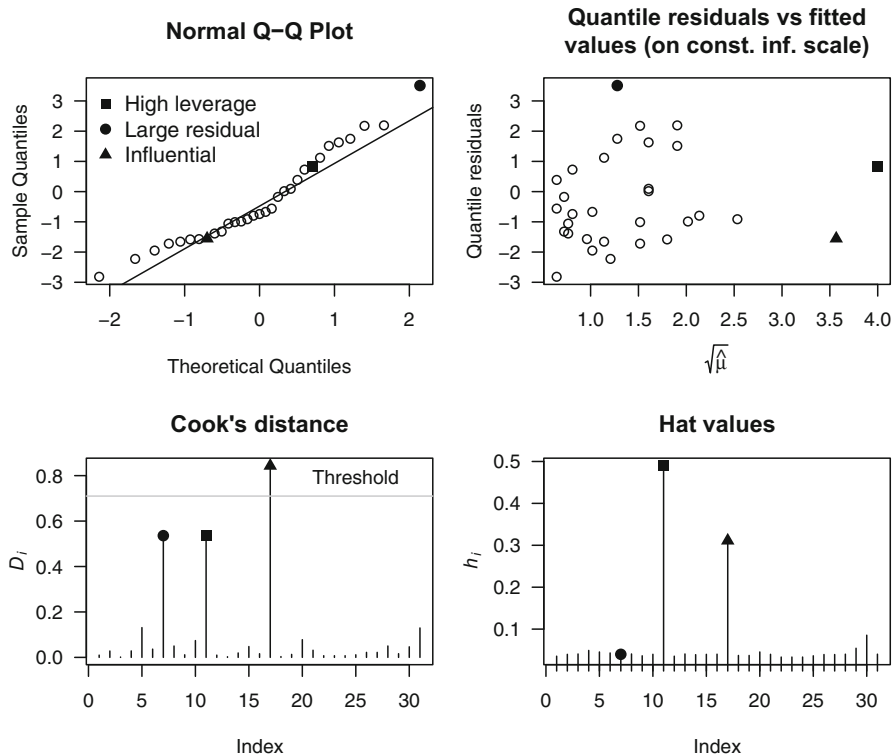 Normal Q−Q Plot
Sample Quantiles
3
2
1
0
−1
−2
−3
High leverage
Large residual
Influential
−2
−1
0
1
2
Theoretical Quantiles
Quantile residuals vs fitted
values (on const. inf. scale)
Quantile residuals
3
2
1
0
−1
−2
−3
1.0
1.5
2.0
2.5
3.0
3.5
4.0
√μ̂
Cook's distance
Dᵢ
0.8
0.6
0.4
0.2
0.0
Threshold
0
5
10
15
20
25
30
Index
Hat values
hᵢ
0.5
0.4
0.3
0.2
0.1
0
5
10
15
20
25
30
Index